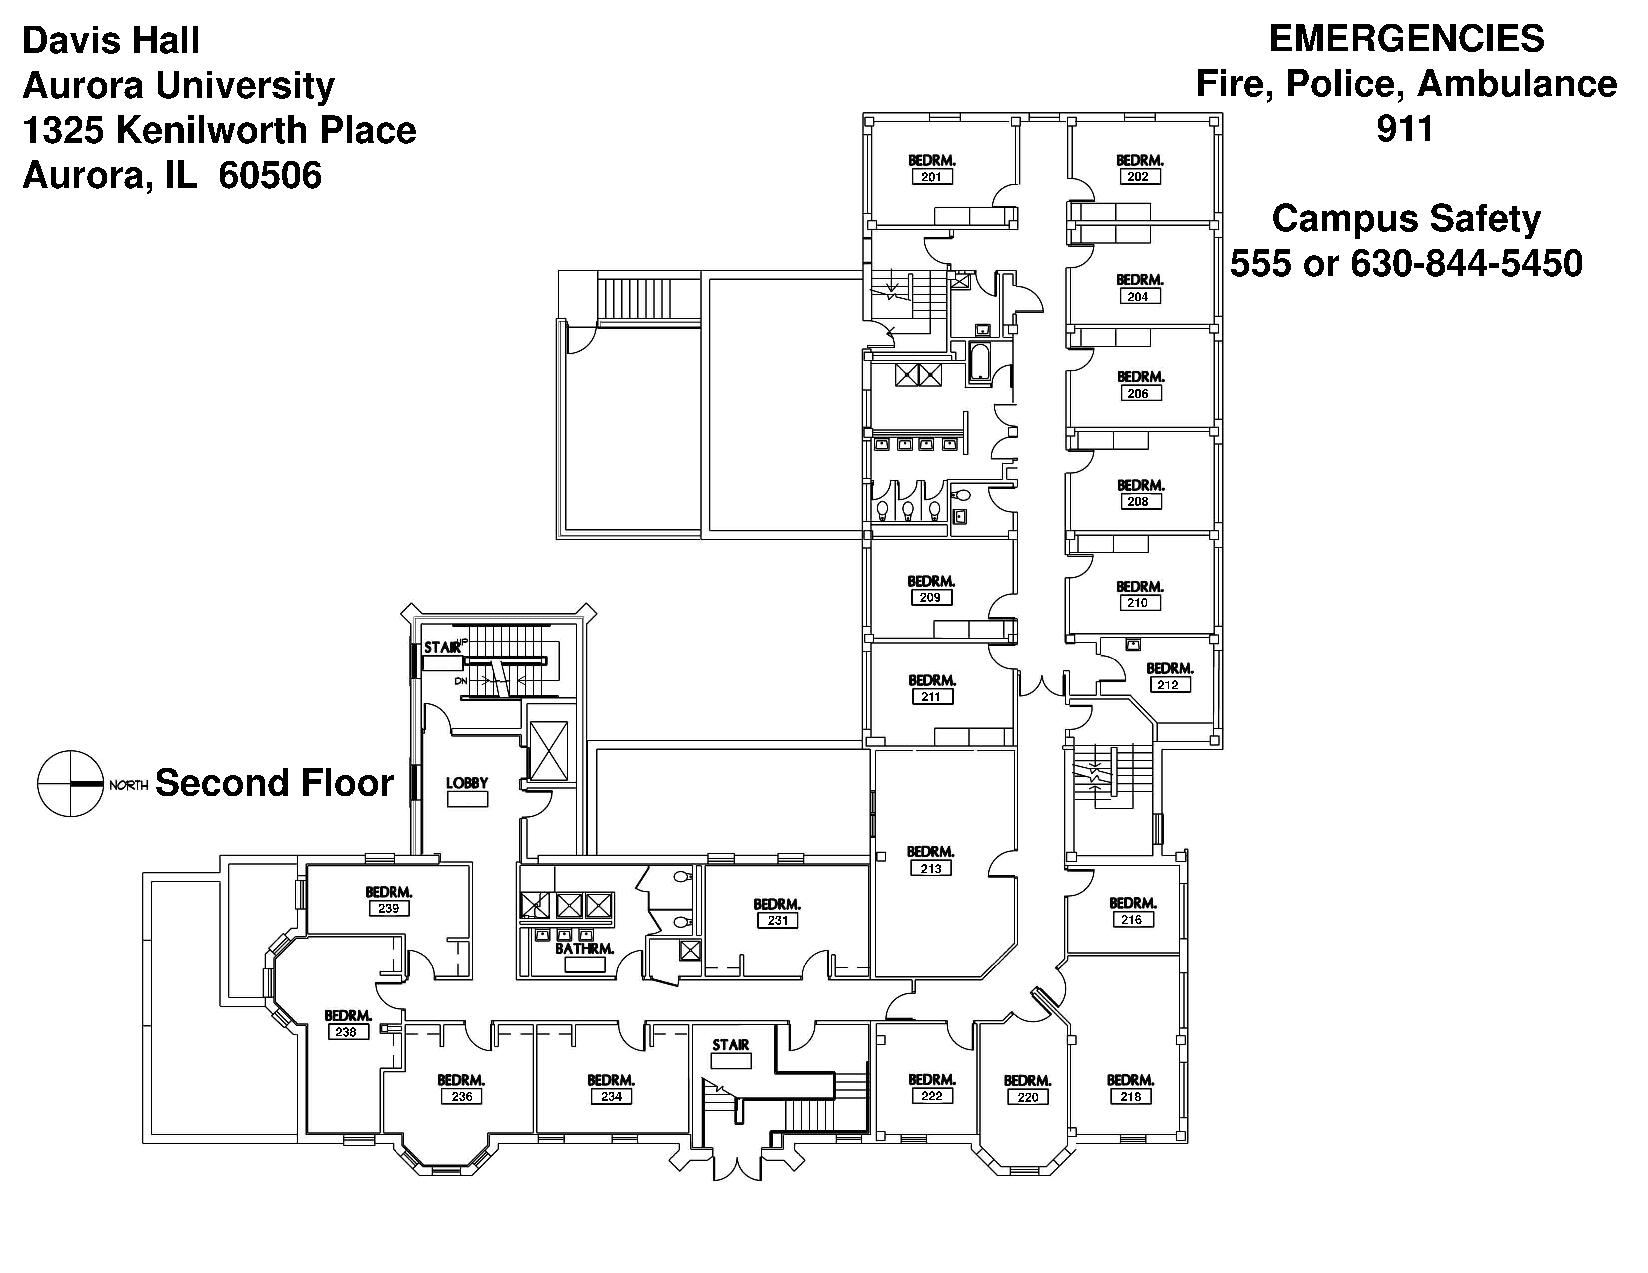 Davis Hall
Aurora University
1325 Kenilworth Place
Aurora, IL 60506
EMERGENCIES
Fire, Police, Ambulance
911
Campus Safety
555 or 630-844-5450
BEDRM.
201
BEDRM.
202
BEDRM.
204
BEDRM.
206
BEDRM.
208
BEDRM.
209
BEDRM.
210
BEDRM.
211
BEDRM.
212
STAIR
UP
DN
LOBBY
NORTH
Second Floor
BEDRM.
213
BEDRM.
239
BEDRM.
231
BEDRM.
216
BATHRM.
BEDRM.
238
STAIR
BEDRM.
236
BEDRM.
234
BEDRM.
222
BEDRM.
220
BEDRM.
218